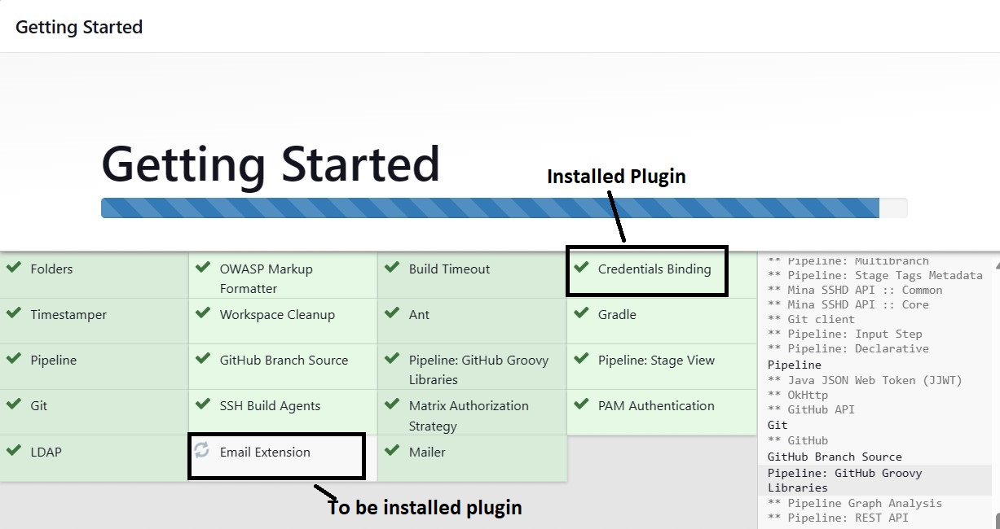 Getting Started
Getting Started
Installed Plugin
Folders
OWASP Markup
Formatter
Build Timeout
Credentials Binding
Timestamper
Workspace Cleanup
Ant
Gradle
Pipeline
GitHub Branch Source
Pipeline: GitHub Groovy
Libraries
Pipeline: Stage View
Git
SSH Build Agents
Matrix Authorization
Strategy
PAM Authentication
LDAP
Email Extension
Mailer
To be installed plugin
** Pipeline: Multibranch
** Pipeline: Stage Tags Metadata
** Mina SSHD API :: Common
** Mina SSHD API :: Core
** Git client
** Pipeline: Input Step
** Pipeline: Declarative
Pipeline
** Java JSON Web Token (JJWT)
** OkHttp
** GitHub API
Git
** GitHub
GitHub Branch Source
Pipeline: GitHub Groovy
Libraries
** Pipeline Graph Analysis
** Pipeline: REST API